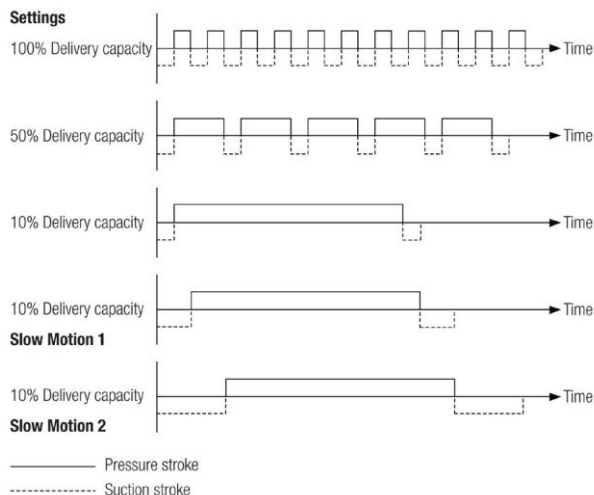 Settings
100% Delivery capacity
Time
50% Delivery capacity
Time
10% Delivery capacity
Time
10% Delivery capacity
Time
Slow Motion 1
10% Delivery capacity
Time
Slow Motion 2
Pressure stroke
Suction stroke